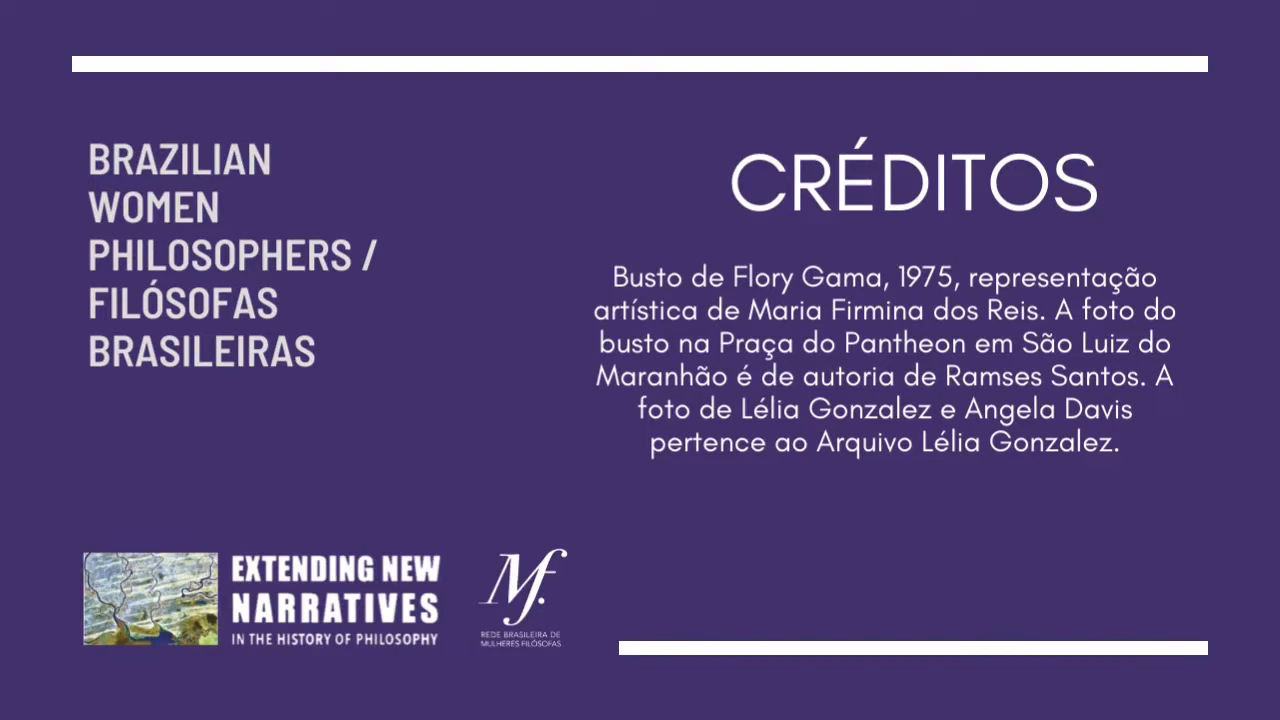 BRAZILIAN
WOMEN
PHILOSOPHERS /
FILÓSOFAS
BRASILEIRAS
CRÉDITOS
Busto de Flory Gama, 1975, representação
artística de Maria Firmina dos Reis. A foto do
busto na Praça do Pantheon em São Luiz do
Maranhão é de autoria de Ramses Santos. A
foto de Lélia Gonzalez e Angela Davis
pertence ao Arquivo Lélia Gonzalez.
EXTENDING NEW
NARRATIVES
IN THE HISTORY OF PHILOSOPHY
Mf.
REDE BRASILEIRA DE
MULHERES FILÓSOFAS